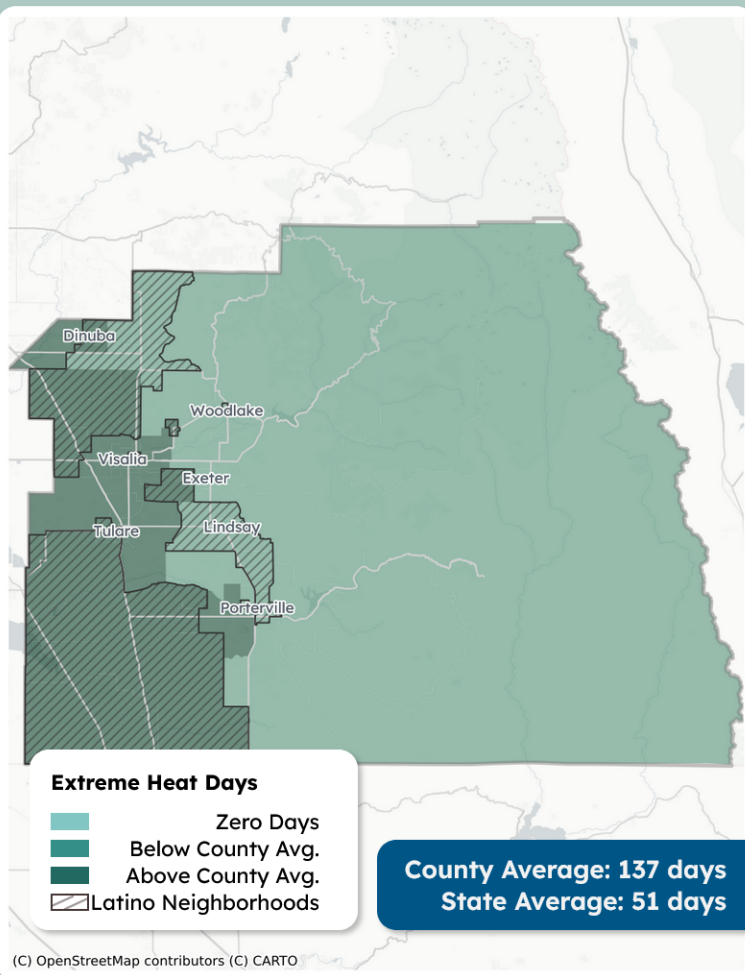 Dinuba
Woodlake
Visalia
Exeter
Tulare
Lindsay
Porterville
Extreme Heat Days
Zero Days
Below County Avg.
Above County Avg.
Latino Neighborhoods
County Average: 137 days
State Average: 51 days
(C) OpenStreetMap contributors (C) CARTO